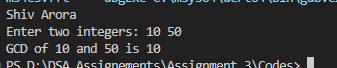 Shiv Arora
Enter two integers: 10 50
GCD of 10 and 50 is 10
PS D:\DSA Assignements\Assignment 3\Codes>